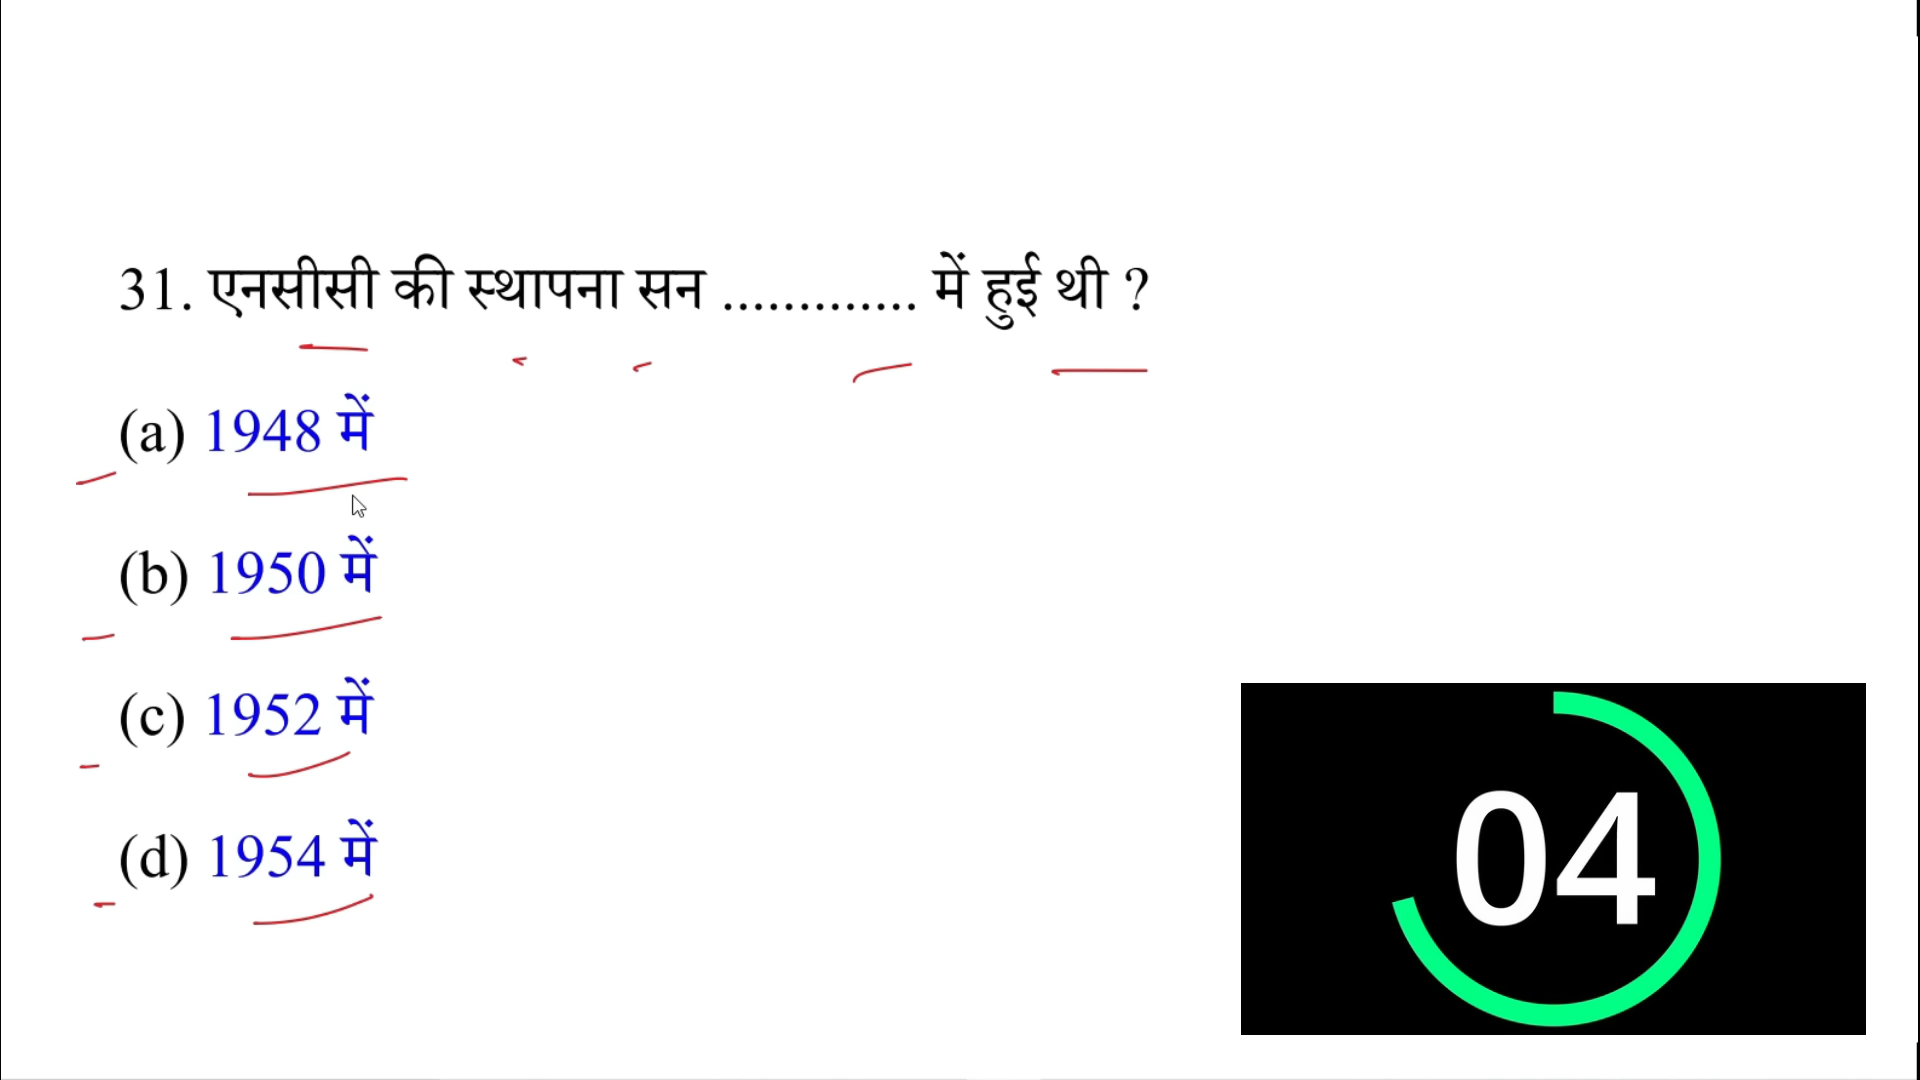 31. एनसीसी की स्थापना सन ............. में हुई थी ?
(a) 1948 में
(b) 1950 में
(c) 1952 में
(d) 1954 में
04